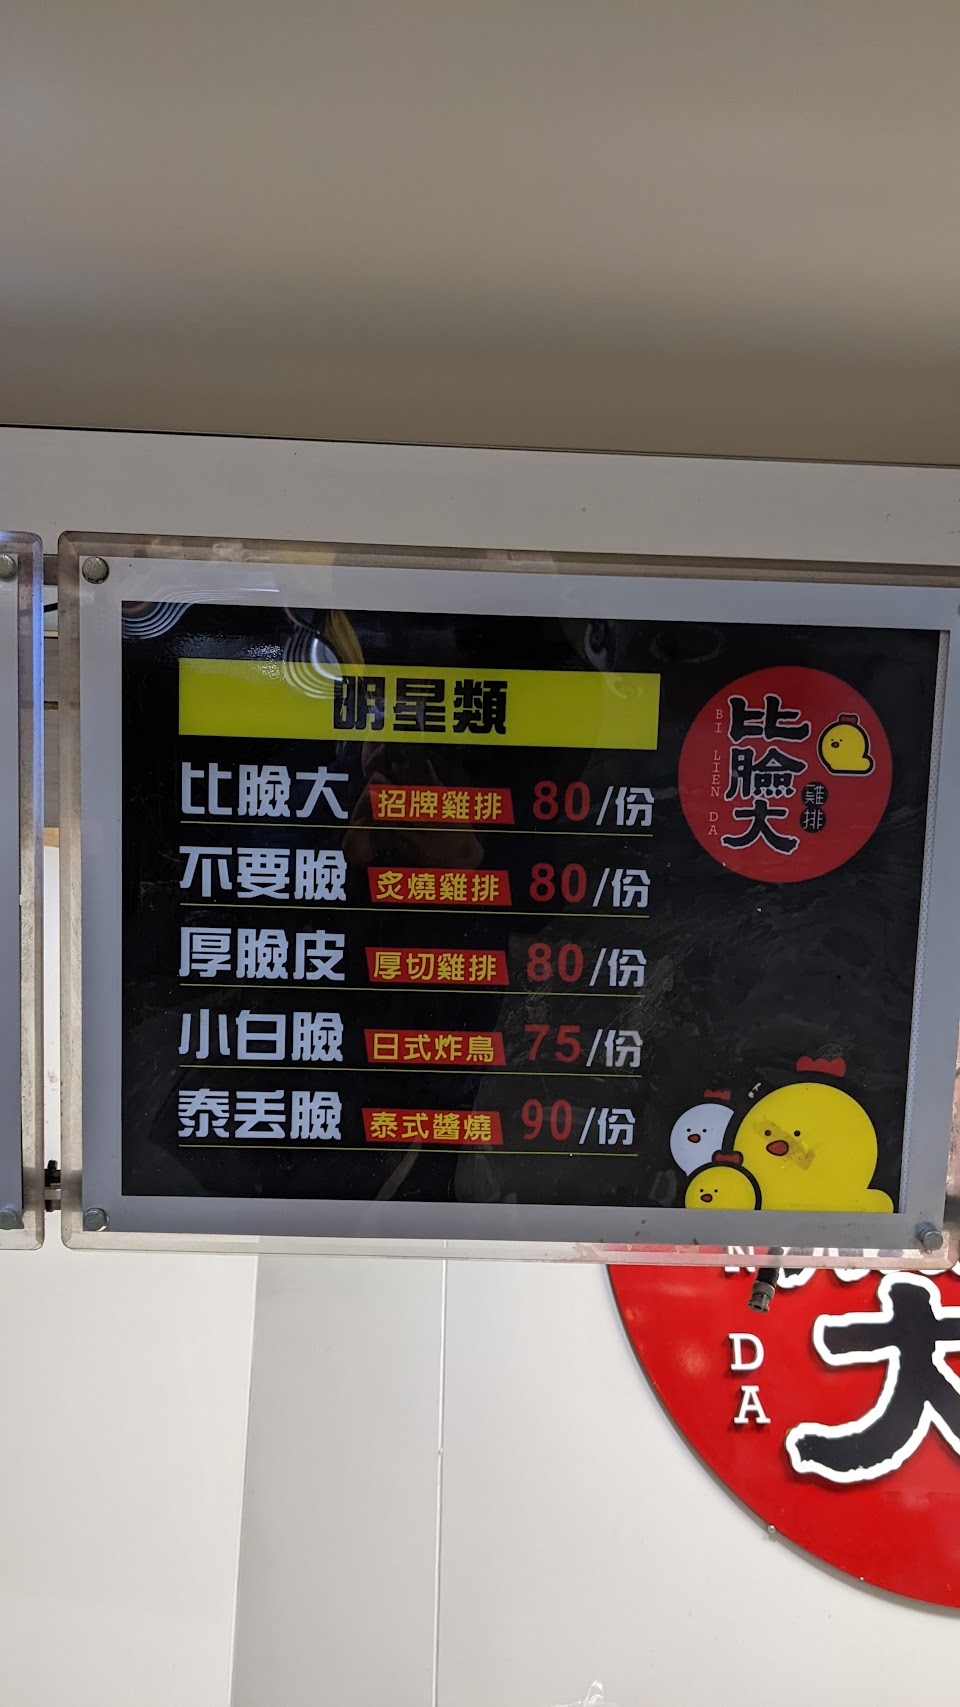 明星類
比臉大 招牌雞排 80/份
不要臉 炙燒雞排 80/份
厚臉皮 厚切雞排 80/份
小白臉 日式炸鳥 75/份
泰丟臉 泰式醬燒 90/份
BI LIEN DA
比臉大
雞排
DA
大